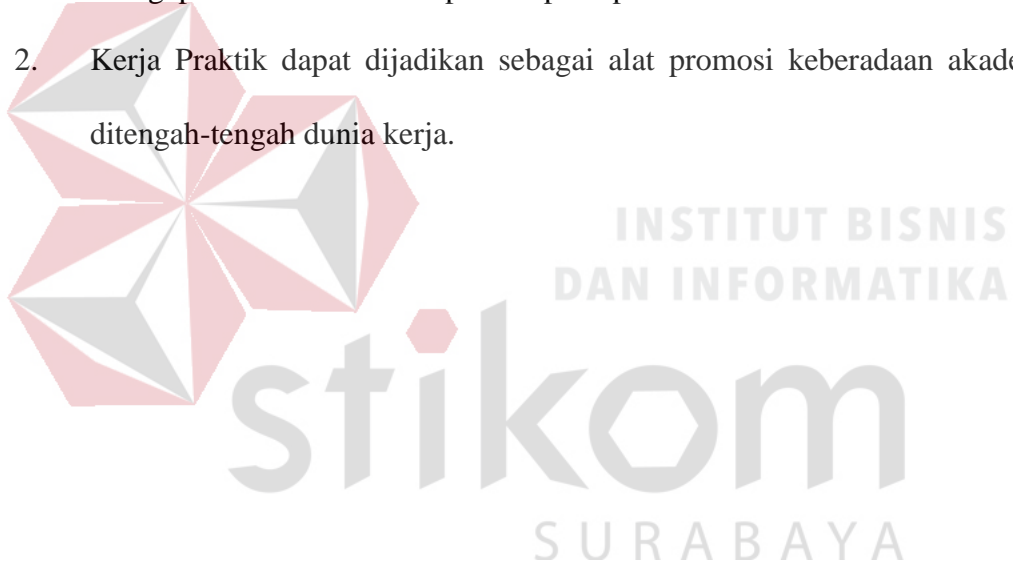 2. Kerja Praktik dapat dijadikan sebagai alat promosi keberadaan
ditengah-tengah dunia kerja.
INSTITUT BISNIS
DAN INFORMATIKA
stikom
SURABAYA